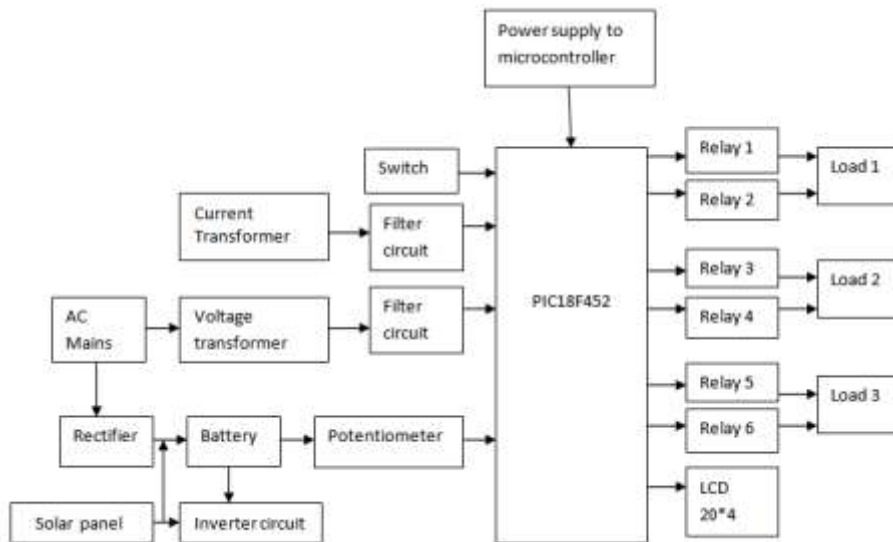 Power supply to
microcontroller
Switch
Current
Transformer
Filter
circuit
AC
Mains
Voltage
transformer
Filter
circuit
Rectifier
Battery
Potentiometer
Solar panel
Inverter circuit
PIC18F452
Relay 1
Relay 2
Load 1
Relay 3
Relay 4
Load 2
Relay 5
Relay 6
Load 3
LCD
20*4